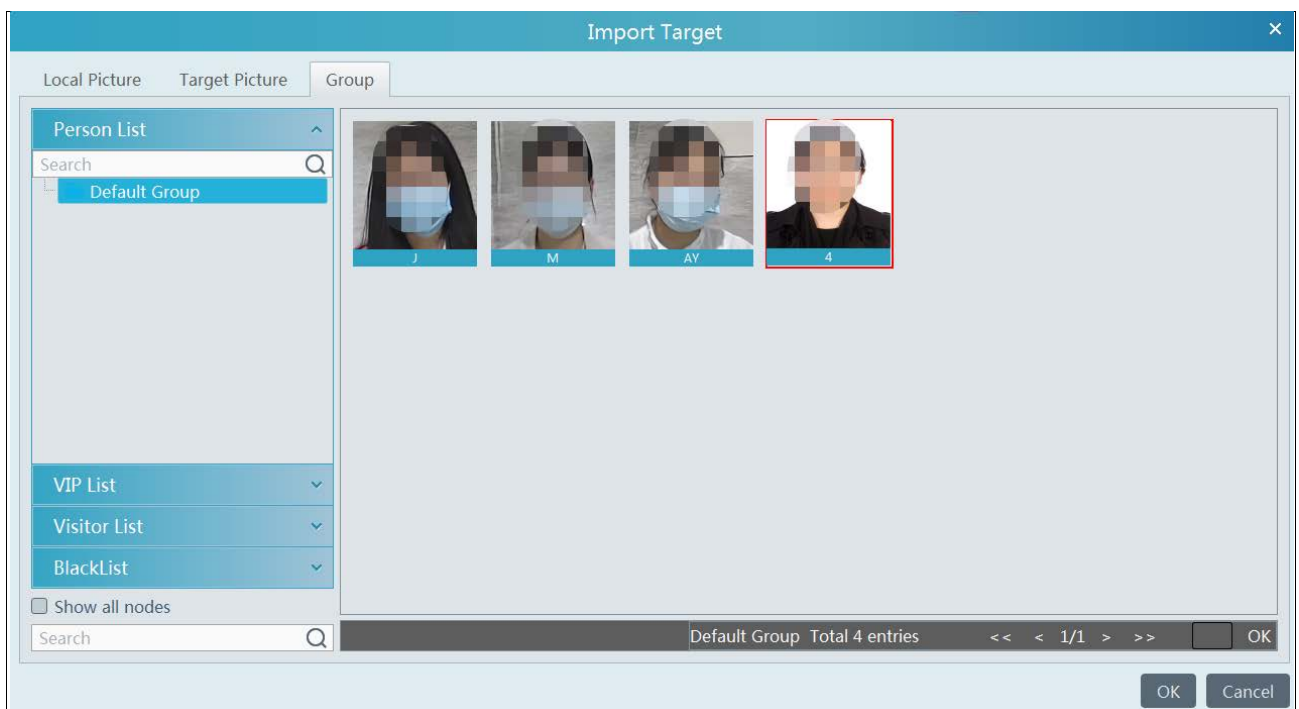 Import Target
Local Picture Target Picture Group
Person List
Search
Default Group
J M AY 4
VIP List
Visitor List
BlackList
Show all nodes
Search
Default Group Total 4 entries << < 1/1 > >> OK
OK Cancel